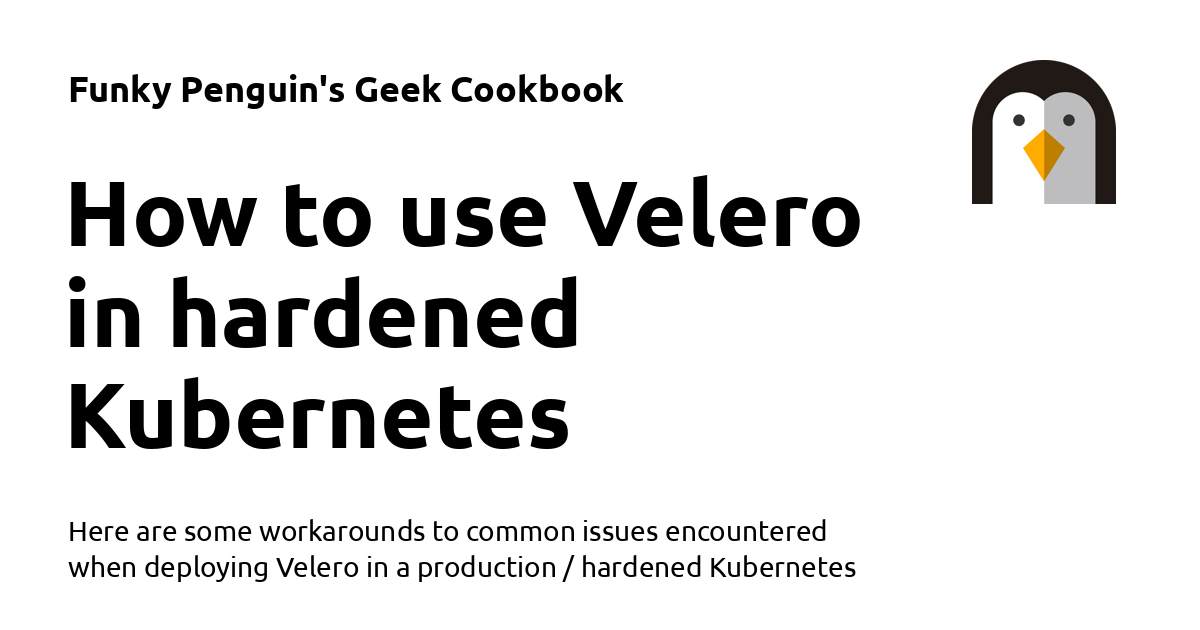 Funky Penguin's Geek Cookbook
How to use Velero
in hardened
Kubernetes
Here are some workarounds to common issues encountered
when deploying Velero in a production / hardened Kubernetes